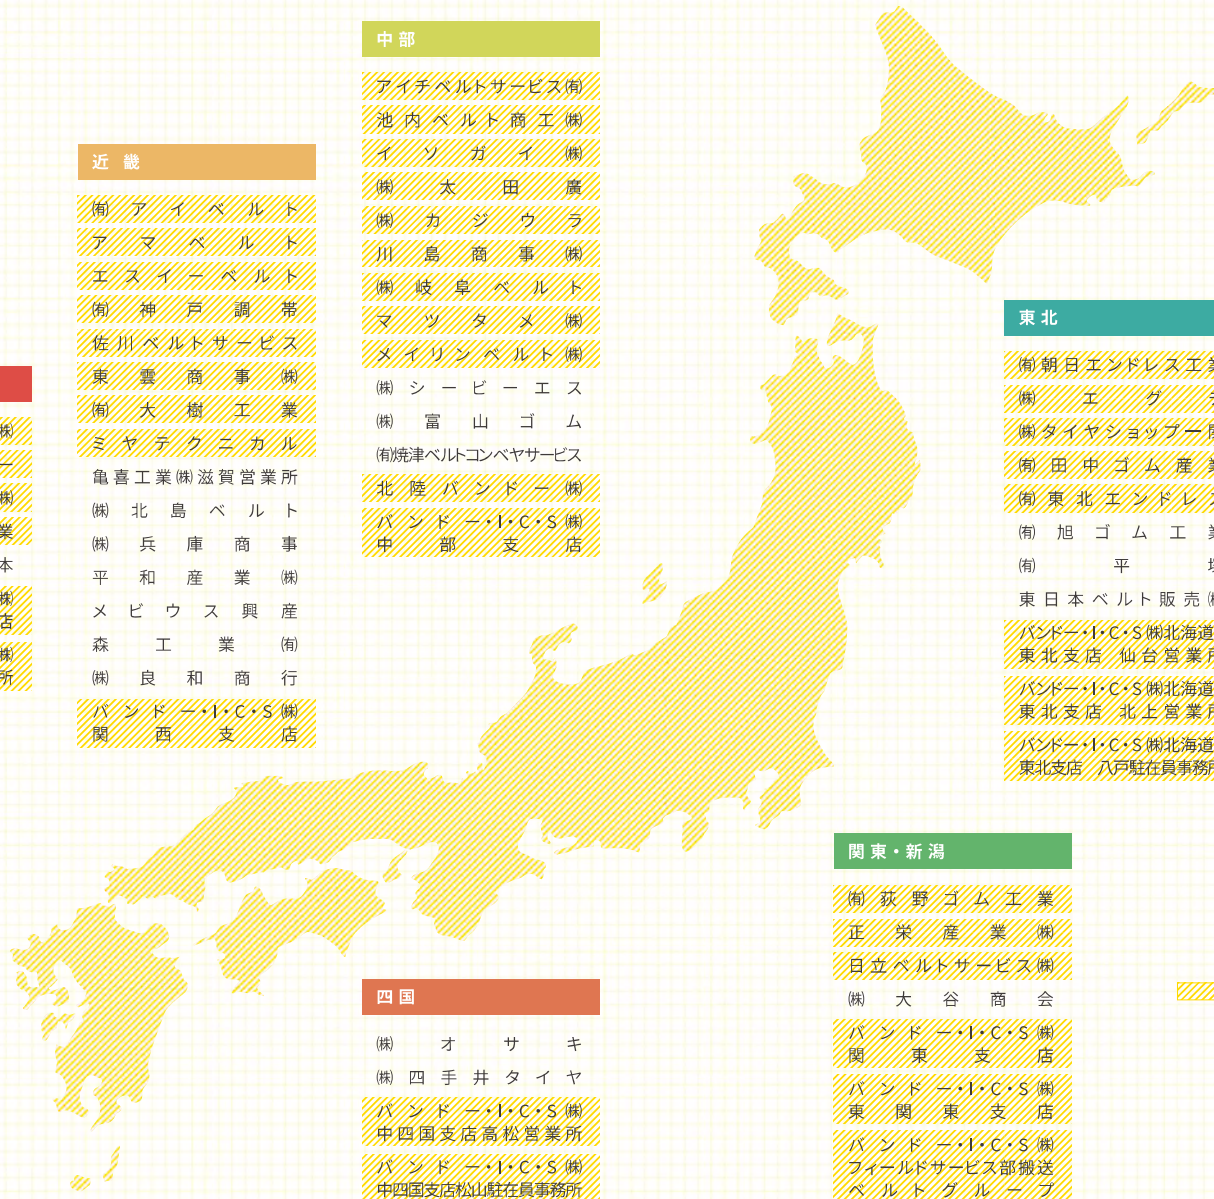 中部
アイチベルトサービス㈲
池内ベルト商工㈱
イソガイ㈱
㈱太田廣
㈱カジウラ
川島商事㈱
㈱岐阜ベルト
マツタメ㈱
メイリンベルト㈱
㈱シービーエス
㈱富山ゴム
㈲焼津ベルトコンベヤサービス
北陸バンドー㈱
バンドー・I・C・S㈱
中部支店
近畿
㈲アイベルト
アマベルト
エスイーベルト
㈲神戸調帯
佐川ベルトサービス
東雲商事㈱
㈲大樹工業
ミヤテクニカル
亀喜工業㈱滋賀営業所
㈱北島ベルト
㈱兵庫商事
平和産業㈱
メビウス興産
森工業㈲
㈱良和商行
バンドー・I・C・S㈱
関西支店
㈱
ー
㈱
業
本
㈱
店
㈱
所
東北
㈲朝日エンドレス工業
㈱エグ
㈱タイヤショップー関
㈲田中ゴム産業
㈲東北エンドレス
㈲旭ゴム工業
㈲平
東日本ベルト販売㈱
バンドー・I・C・S㈱北海道
東北支店 仙台営業所
バンドー・I・C・S㈱北海道
東北支店 北上営業所
バンドー・I・C・S㈱北海道
東北支店 八戸駐在員事務所
関東・新潟
㈲荻野ゴム工業
正栄産業㈱
日立ベルトサービス㈱
㈱大谷商会
バンドー・I・C・S㈱
関東支店
バンドー・I・C・S㈱
東関東支店
バンドー・I・C・S㈱
フィールドサービス部搬送
ベルトグループ
四国
㈱オサキ
㈱四手井タイヤ
バンドー・I・C・S㈱
中四国支店高松営業所
バンドー・I・C・S㈱
中四国支店松山駐在員事務所